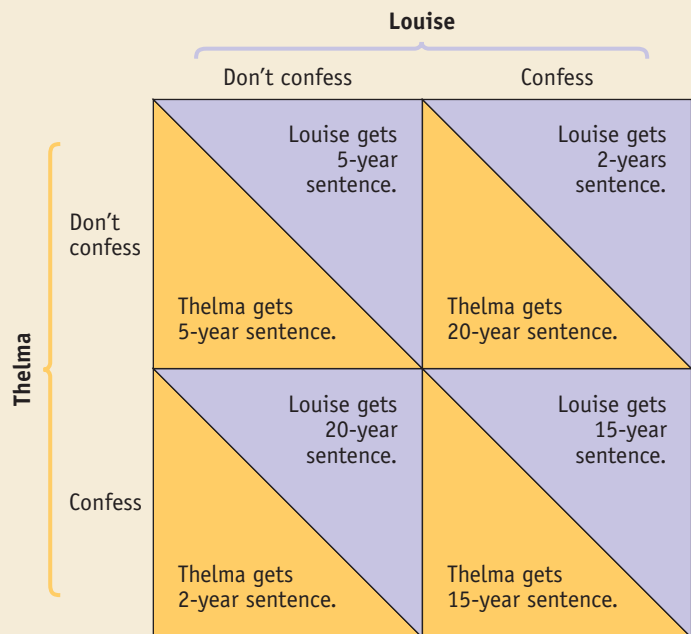 Louise
Don't confess
Confess
Louise gets
5-year
sentence.
Louise gets
2-years
sentence.
Thelma
Don't
confess
Thelma gets
5-year sentence.
Thelma gets
20-year sentence.
Louise gets
20-year
sentence.
Louise gets
15-year
sentence.
Confess
Thelma gets
2-year sentence.
Thelma gets
15-year sentence.